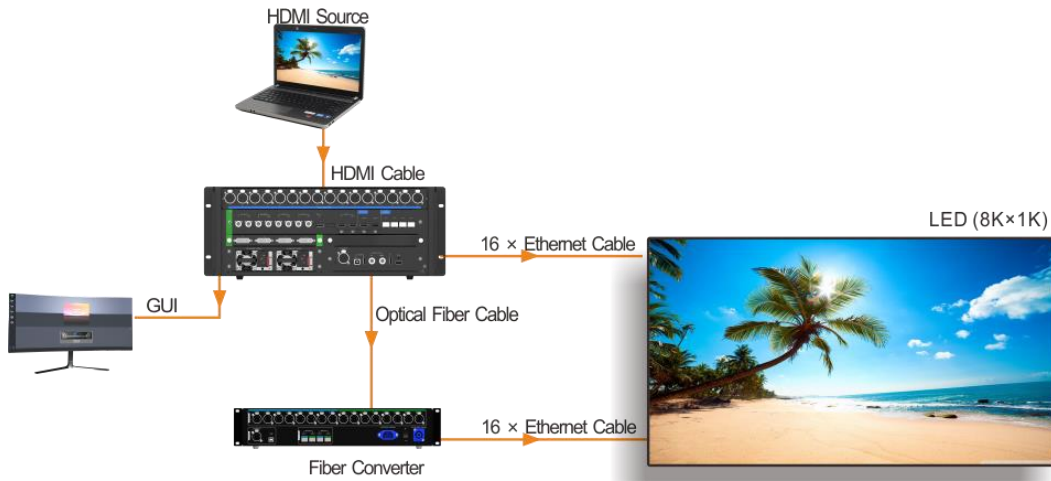 HDMI Source
HDMI Cable
LED (8K×1K)
16 × Ethernet Cable
GUI
Optical Fiber Cable
16 × Ethernet Cable
Fiber Converter